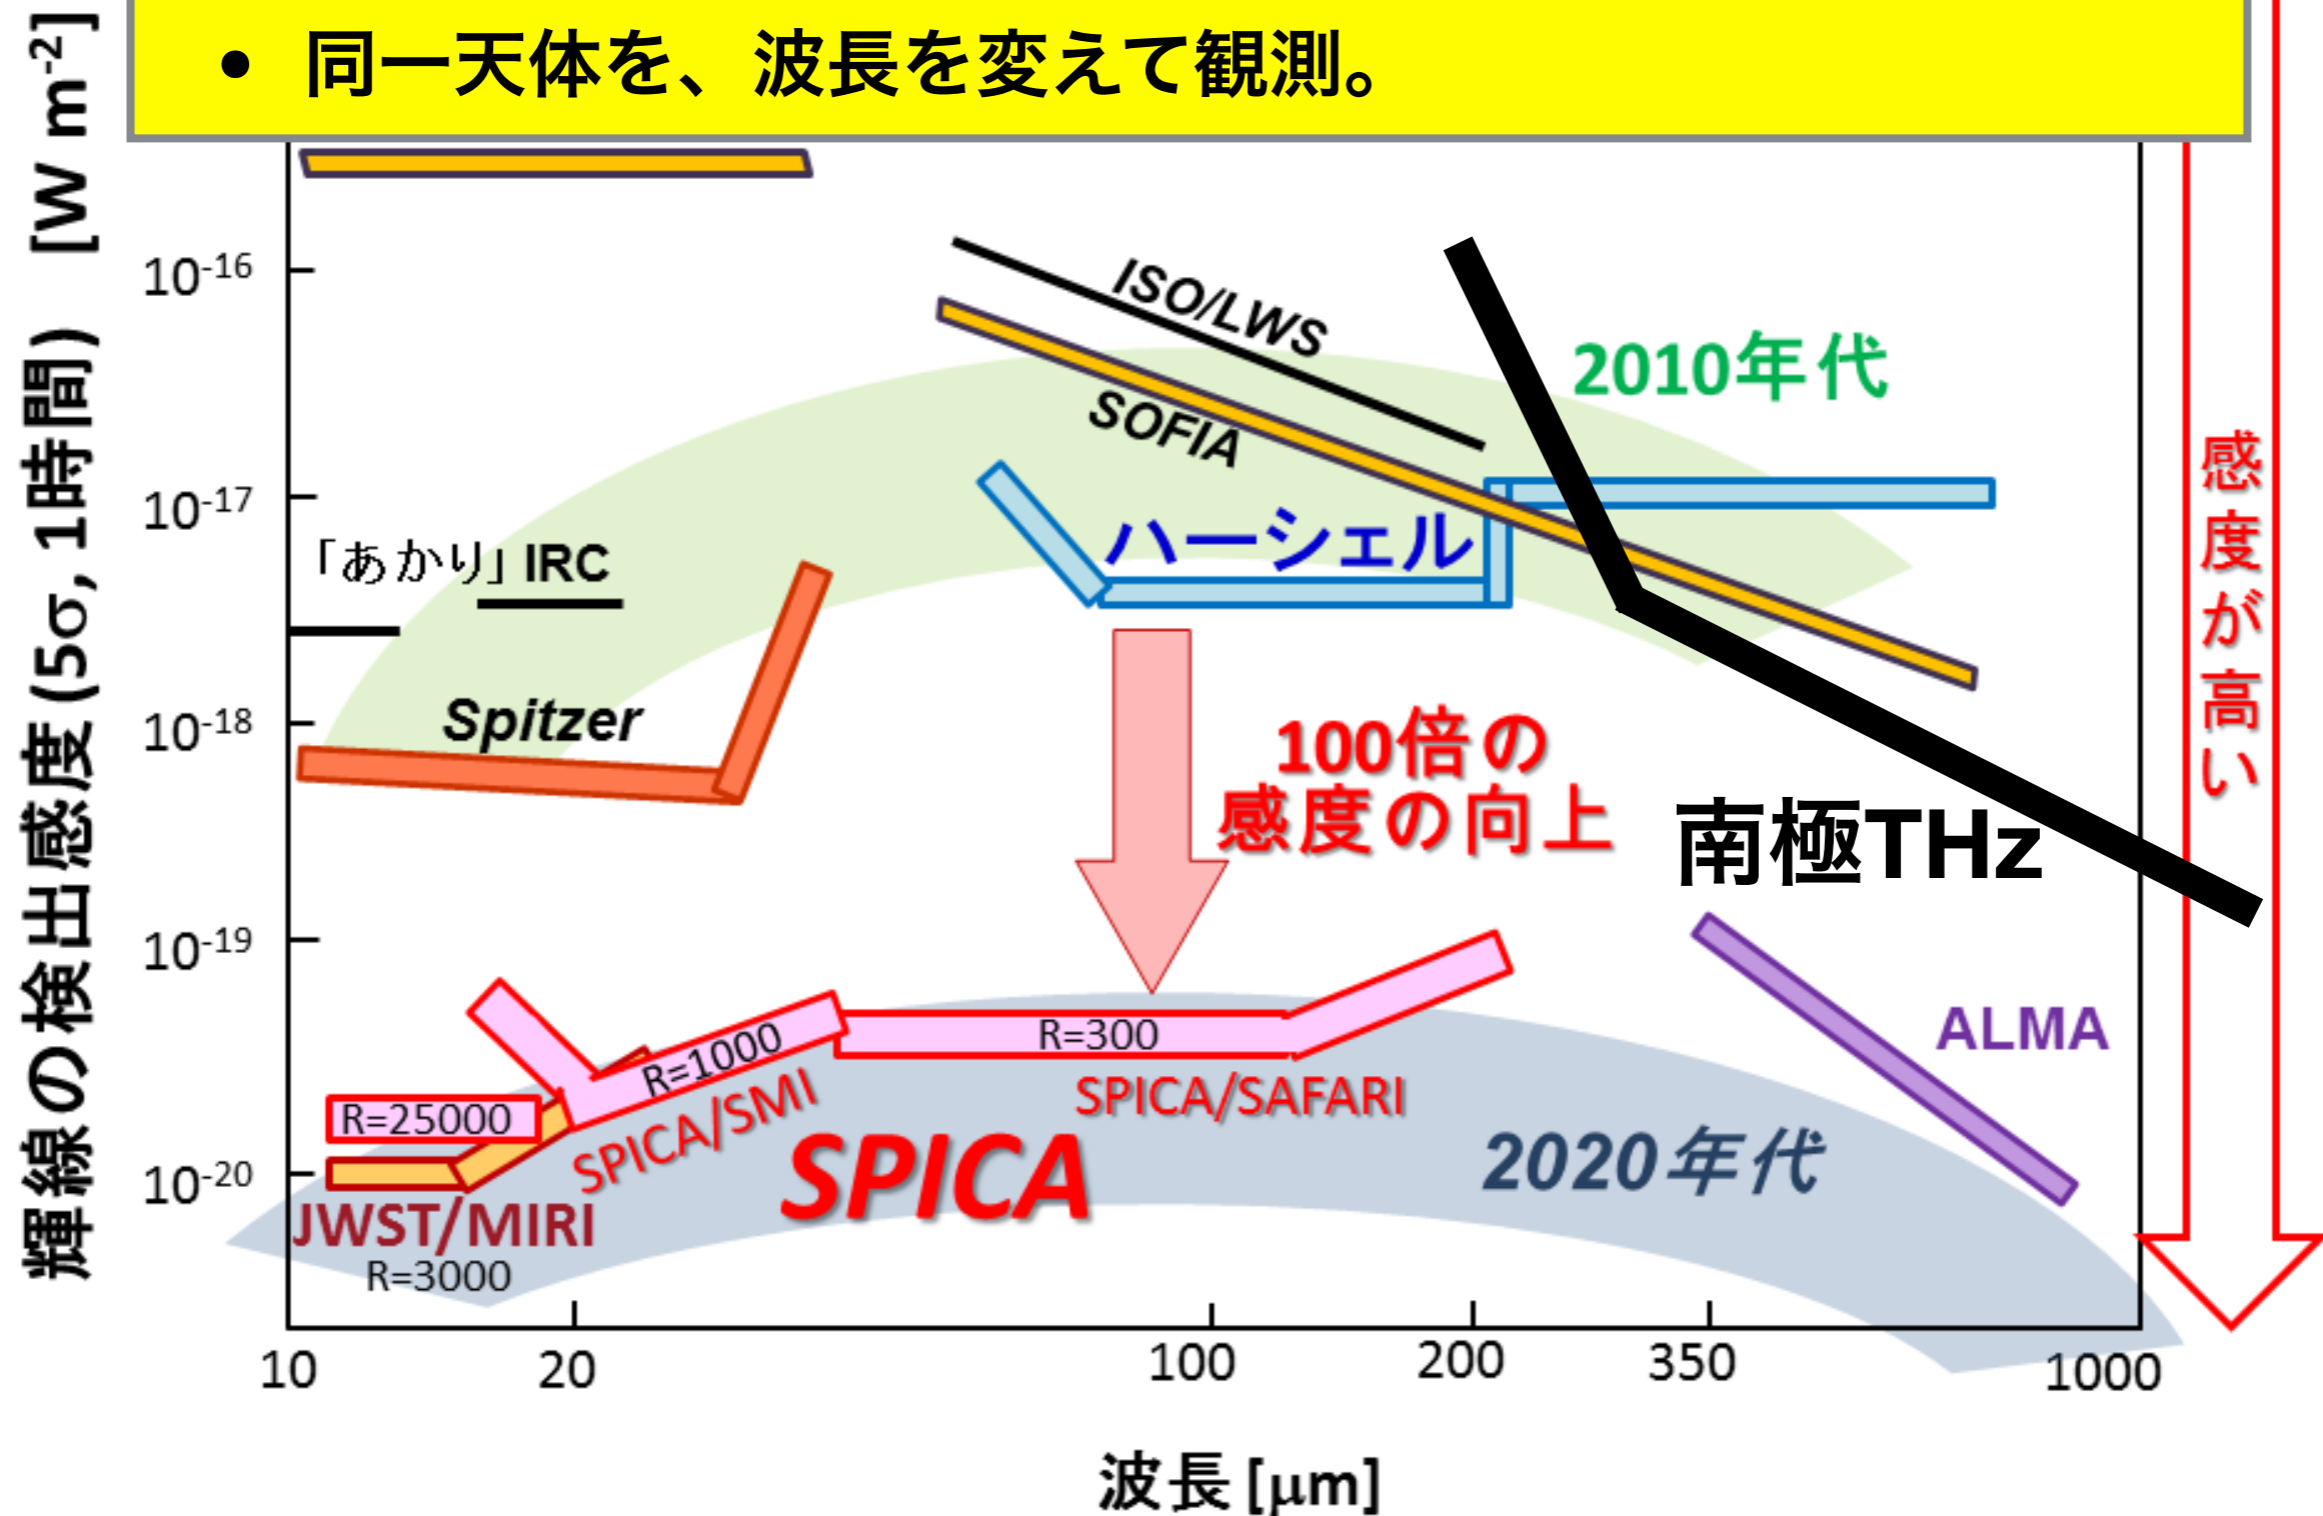 • 同一天体を、波長を変えて観測。
輝線の検出感度 (5σ, 1時間) [W m-2]
10-16
10-17
10-18
10-19
10-20
ISO/LWS
SOFIA
2010年代
ハーシェル
「あかり」 IRC
Spitzer
100倍の
感度の向上
南極THz
感度が高い
R=300
R=1000
R=25000
SPICA/SMI
SPICA/SAFARI
SPICA
2020年代
ALMA
JWST/MIRI
R=3000
10 20 100 200 350 1000
波長 [μm]